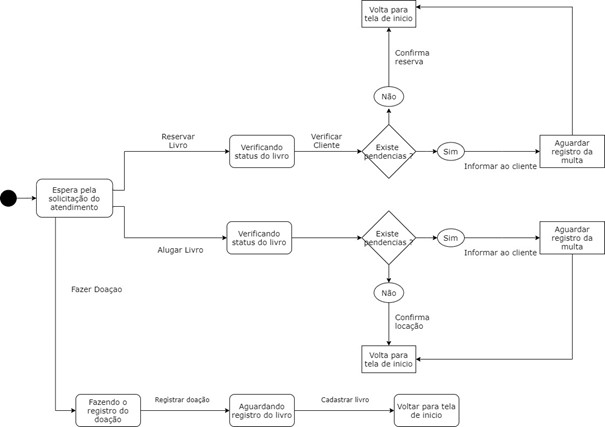 Volta para
tela de inicio
Confirma
reserva
Não
Reservar
Livro
Verificando
status do livro
Verificar
Cliente
Existe
pendencias ?
Sim
Informar ao cliente
Aguardar
registro da
multa
Espera pela
solicitação do
atendimento
Alugar Livro
Verificando
status do livro
Existe
pendencias ?
Sim
Informar ao cliente
Aguardar
registro da
multa
Não
Confirma
locação
Volta para
tela de inicio
Fazer Doaçao
Fazendo o
registro do
doação
Registrar doação
Aguardando
registro do livro
Cadastrar livro
Voltar para tela
de inicio